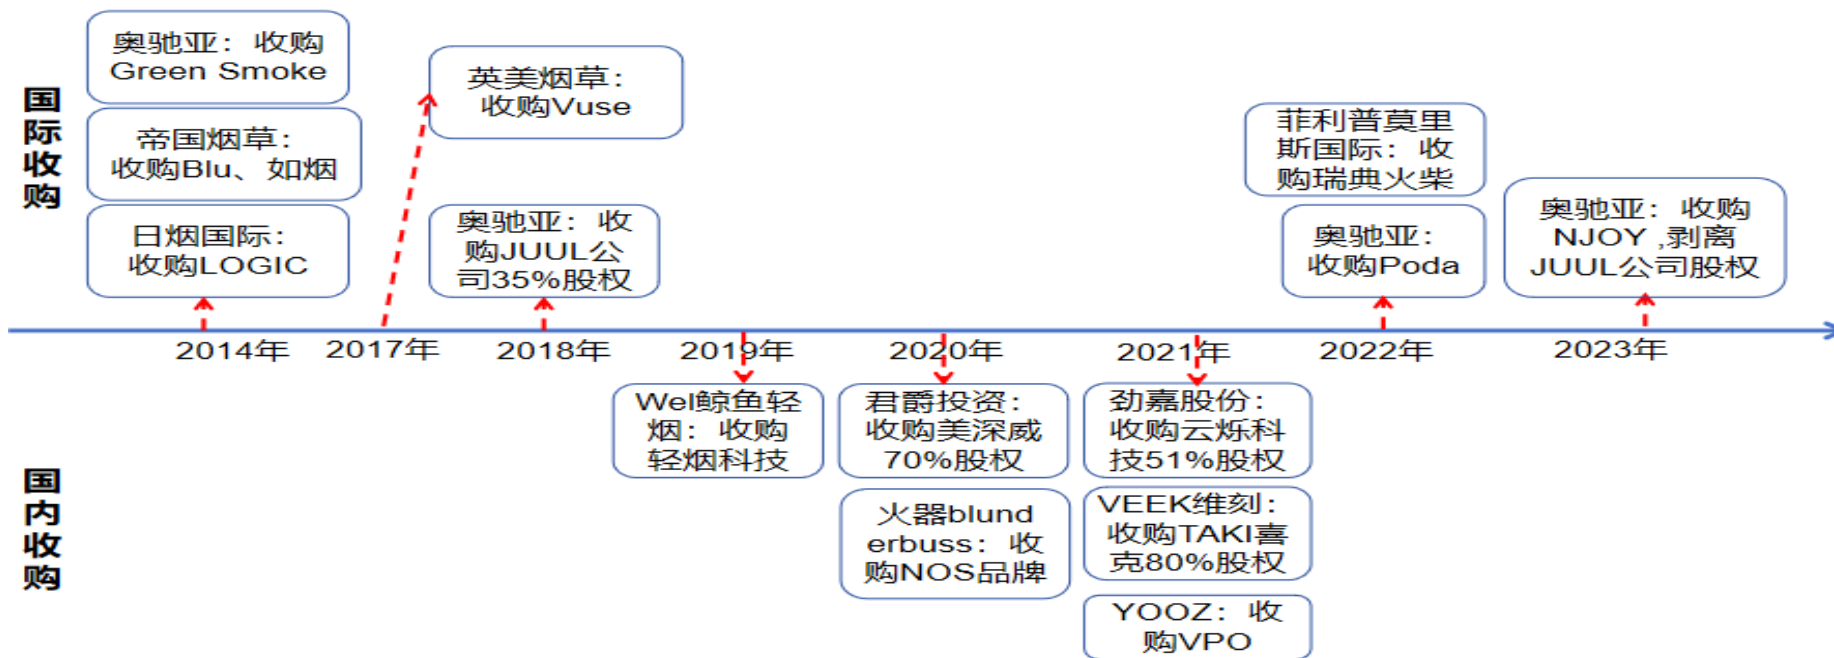 国
际
收
购
奥驰亚：收购
Green Smoke
帝国烟草：
收购Blu、如烟
日烟国际：
收购LOGIC
英美烟草：
收购Vuse
奥驰亚：收
购JUUL公
司35%股权
菲利普莫里
斯国际：收
购瑞典火柴
奥驰亚：
收购Poda
奥驰亚：收购
NJOY ,剥离
JUUL公司股权
2014年
2017年
2018年
2019年
2020年
2021年
2022年
2023年
国
内
收
购
Wel鲸鱼轻
烟：收购
轻烟科技
君爵投资：
收购美深威
70%股权
火器blund
erbuss：收
购NOS品牌
劲嘉股份：
收购云烁科
技51%股权
VEEK维刻：
收购TAKI喜
克80%股权
YOOZ：收
购VPO